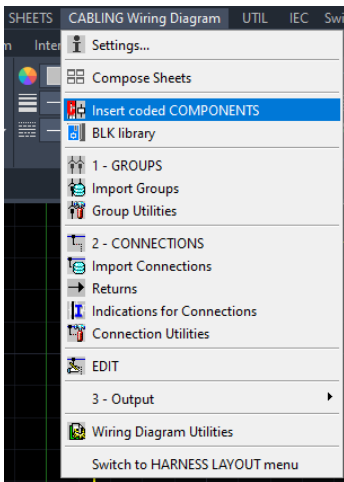 SHEETS CABLING Wiring Diagram UTIL IEC Swi
m Inter
Settings...
Compose Sheets
Insert coded COMPONENTS
BLK library
1 - GROUPS
Import Groups
Group Utilities
2 - CONNECTIONS
Import Connections
Returns
Indications for Connections
Connection Utilities
EDIT
3 - Output
Wiring Diagram Utilities
Switch to HARNESS LAYOUT menu